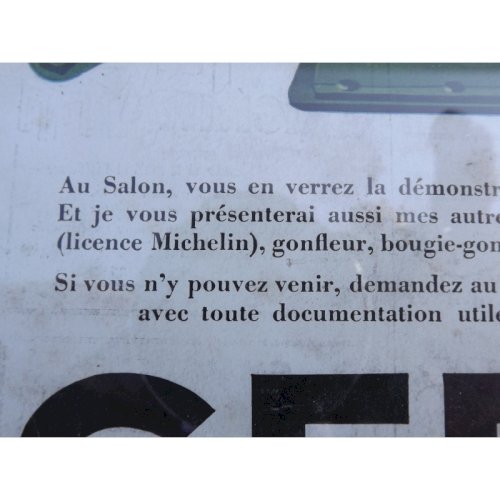 Au Salon, vous en verrez la démonstr
Et je vous présenterai aussi mes autre
(licence Michelin), gonfleur, bougie-gon
Si vous n'y pouvez venir, demandez au
avec toute documentation utile